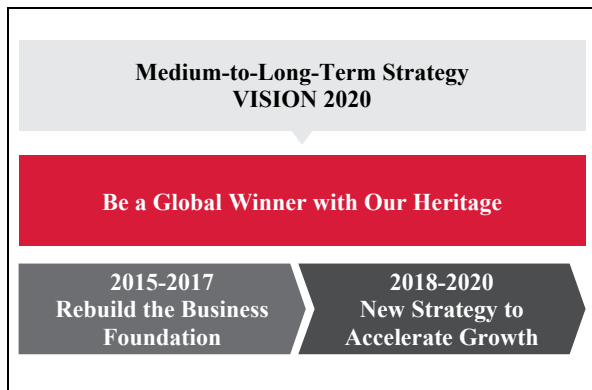 Medium-to-Long-Term Strategy
VISION 2020
Be a Global Winner with Our Heritage
2015-2017
Rebuild the Business
Foundation
2018-2020
New Strategy to
Accelerate Growth